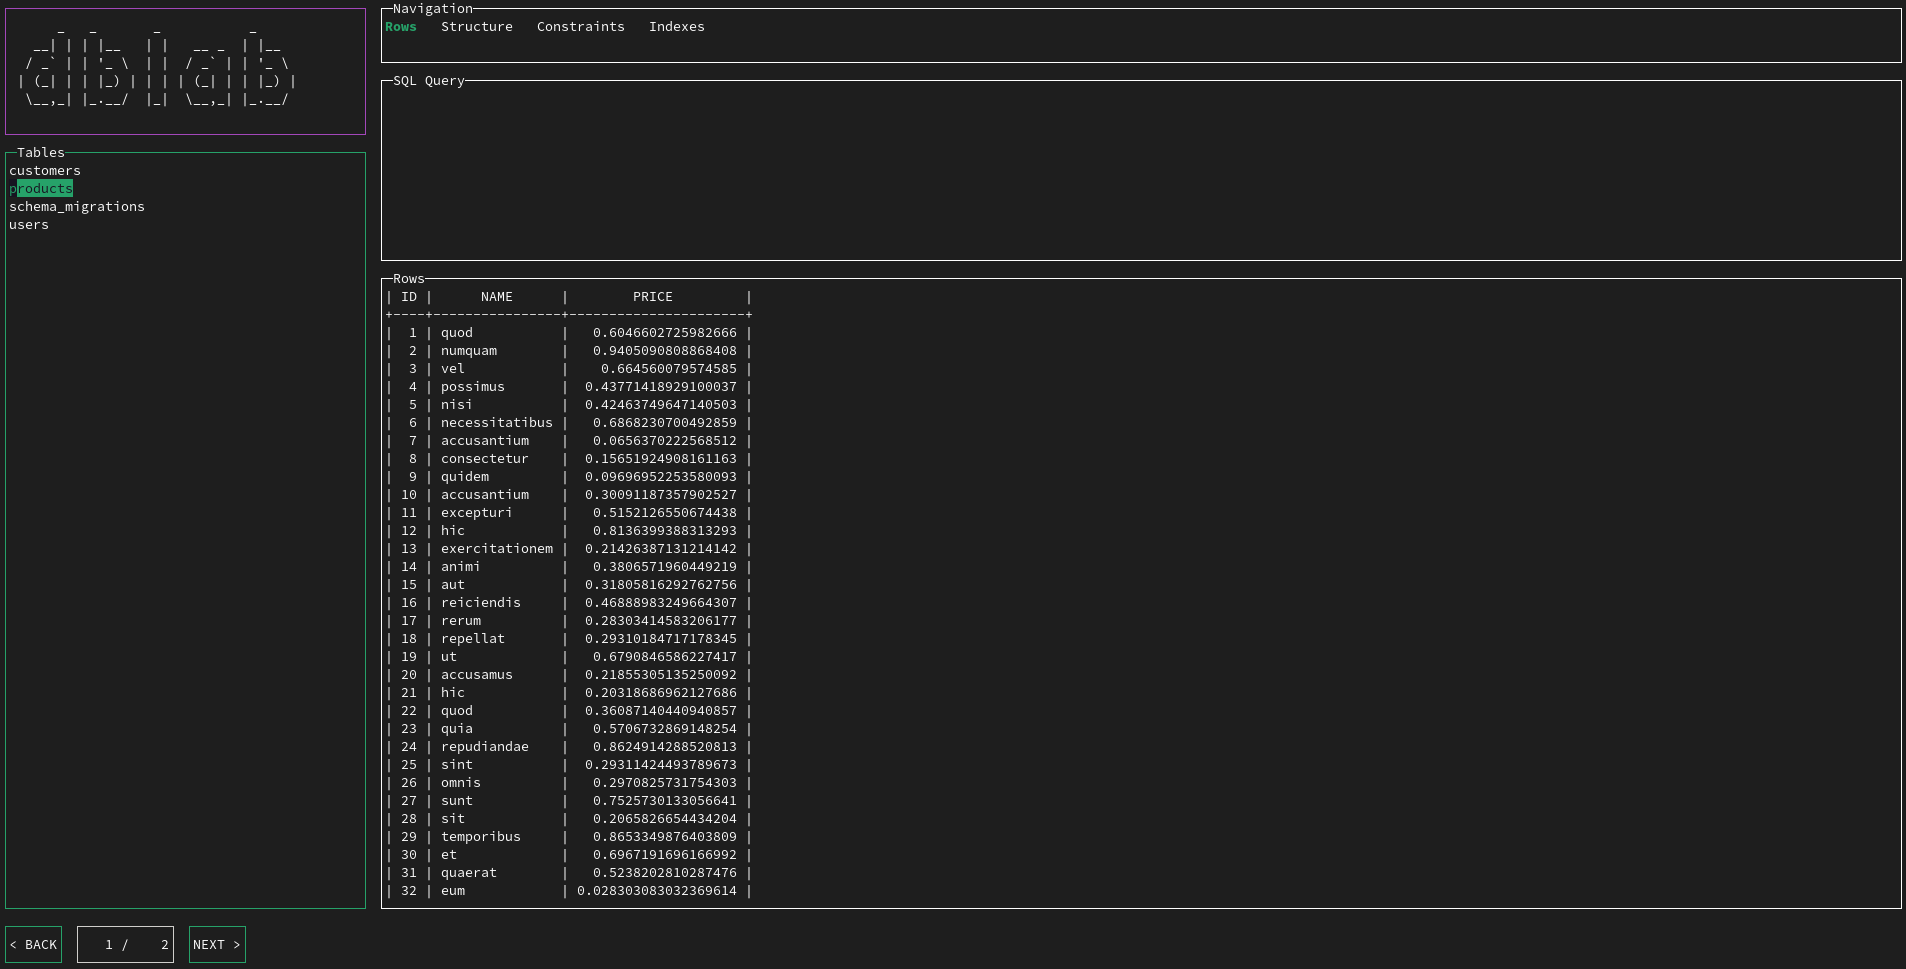 dblab
Tables
customers
products
schema_migrations
users
Navigation
Rows   Structure   Constraints   Indexes
SQL Query
Rows
| ID |      NAME      |        PRICE         |
+----+----------------+----------------------+
|  1 | quod           |   0.6046602725982666 |
|  2 | numquam        |   0.9405090808868408 |
|  3 | vel            |    0.664560079574585 |
|  4 | possimus       |  0.43771418929100037 |
|  5 | nisi           |  0.42463749647140503 |
|  6 | necessitatibus |   0.6868230700492859 |
|  7 | accusantium    |   0.0656370222568512 |
|  8 | consectetur    |  0.15651924908161163 |
|  9 | quidem         |  0.09696952253580093 |
| 10 | accusantium    |  0.30091187357902527 |
| 11 | excepturi      |   0.5152126550674438 |
| 12 | hic            |   0.8136399388313293 |
| 13 | exercitationem |  0.21426387131214142 |
| 14 | animi          |   0.3806571960449219 |
| 15 | aut            |  0.31805816292762756 |
| 16 | reiciendis     |  0.46888983249664307 |
| 17 | rerum          |  0.28303414583206177 |
| 18 | repellat       |  0.29310184717178345 |
| 19 | ut             |   0.6790846586227417 |
| 20 | accusamus      |  0.21855305135250092 |
| 21 | hic            |  0.20318686962127686 |
| 22 | quod           |  0.36087140440940857 |
| 23 | quia           |   0.5706732869148254 |
| 24 | repudiandae    |   0.8624914288520813 |
| 25 | sint           |  0.29311424493789673 |
| 26 | omnis          |   0.2970825731754303 |
| 27 | sunt           |   0.7525730133056641 |
| 28 | sit            |   0.2065826654434204 |
| 29 | temporibus     |   0.8653349876403809 |
| 30 | et             |   0.6967191696166992 |
| 31 | quaerat        |   0.5238202810287476 |
| 32 | eum            | 0.028303083032369614 |
< BACK   1 /    2   NEXT >